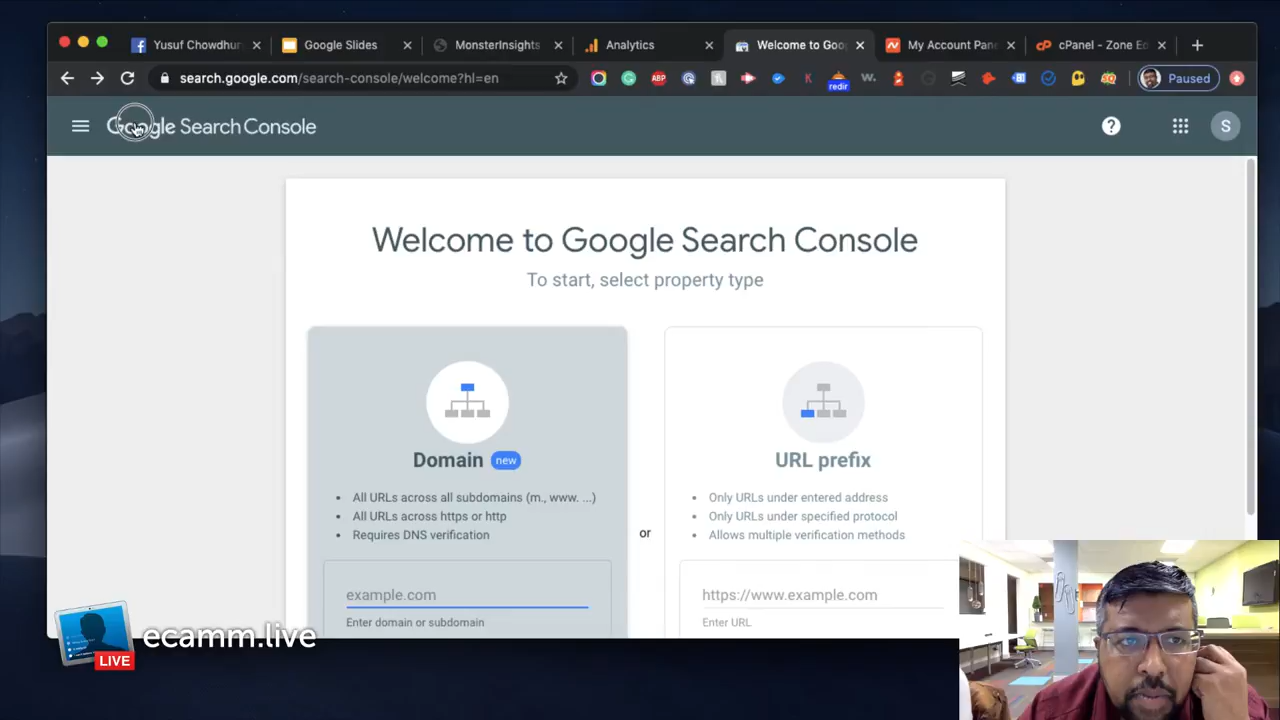 Yusuf Chowdhur
Google Slides
MonsterInsights
Analytics
Welcome to Goo
My Account Pane
cPanel - Zone Ed
search.google.com/search-console/welcome?hl=en
ABP
K
redir
w.
Paused
Google Search Console
?
S
Welcome to Google Search Console
To start, select property type
Domain new
All URLs across all subdomains (m., www. ...)
All URLs across https or http
Requires DNS verification
example.com
Enter domain or subdomain
or
URL prefix
Only URLs under entered address
Only URLs under specified protocol
Allows multiple verification methods
https://www.example.com
Enter URL
ecamm.live
LIVE